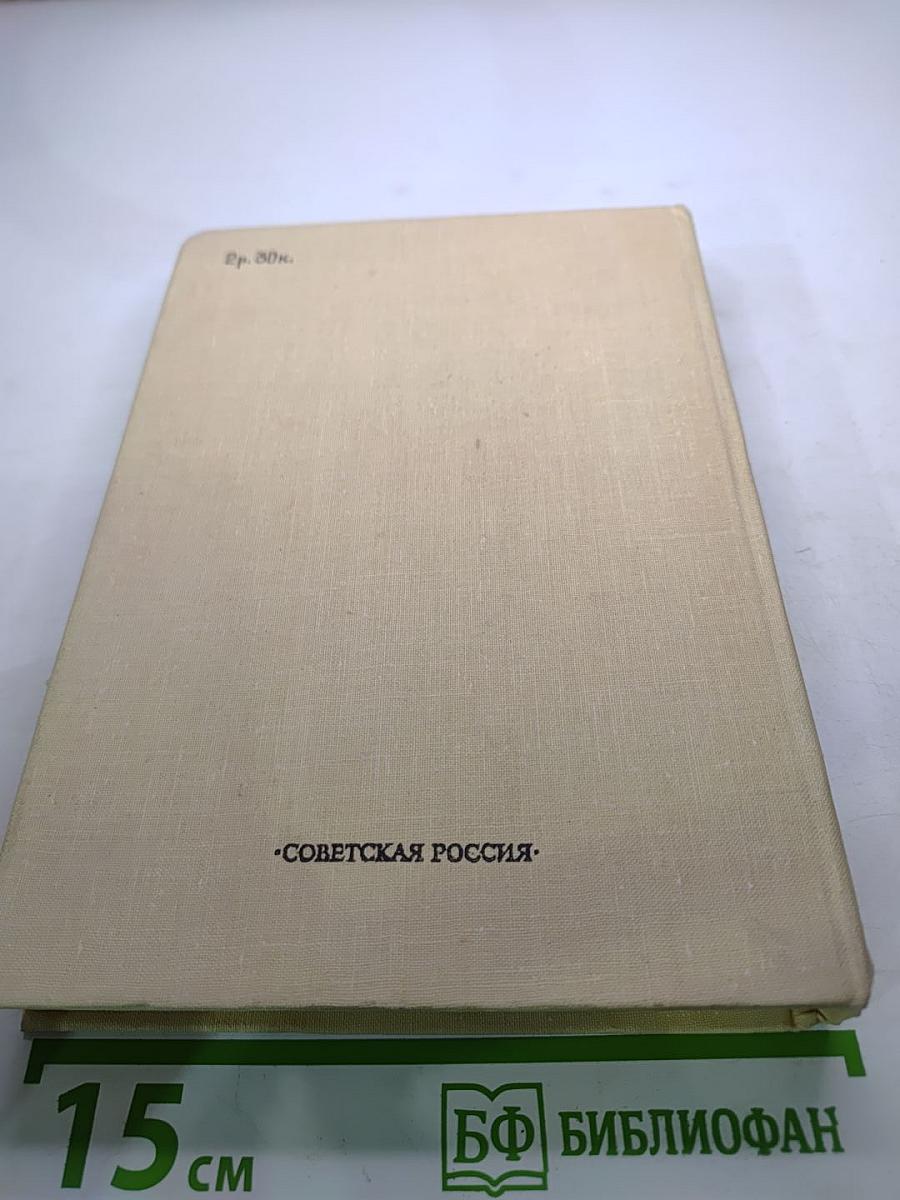 2р. 30к.
·СОВЕТСКАЯ РОССИЯ·
15 см
БФ БИБЛИОФАН